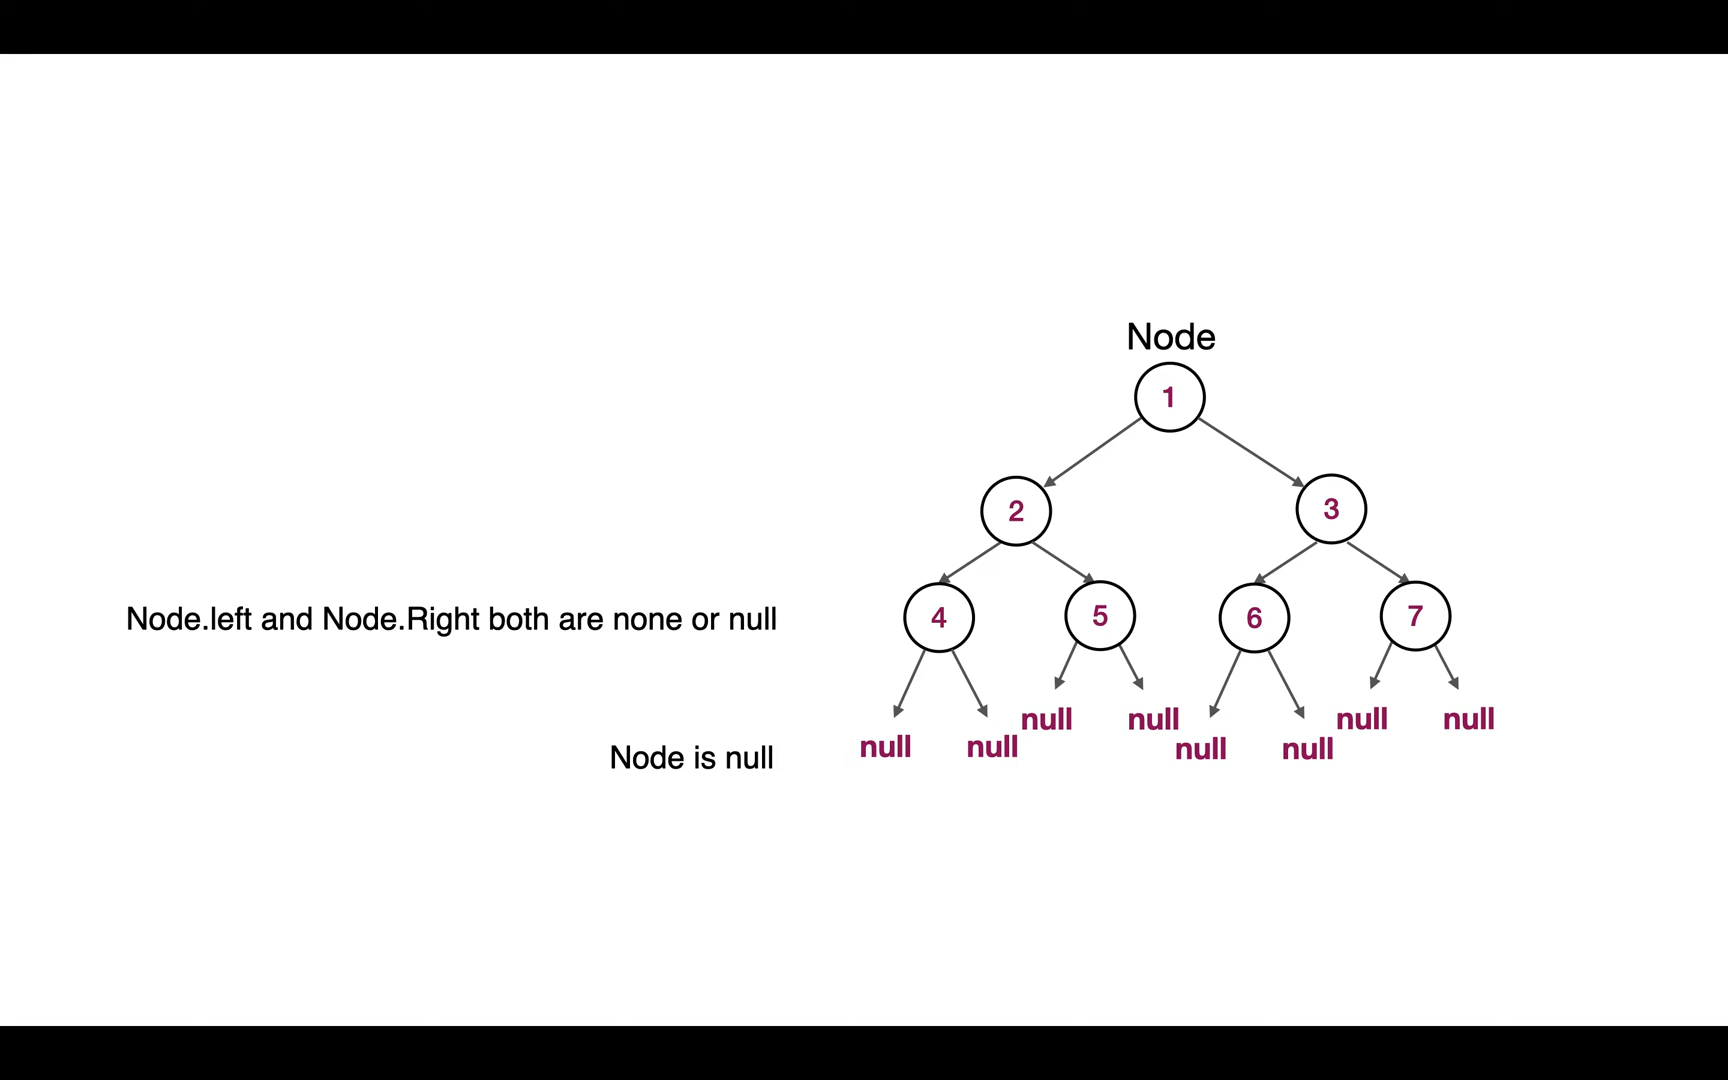 Node
1
2
3
Node.left and Node.Right both are none or null
4
5
6
7
null
null
null
null
null
null
null
null
Node is null